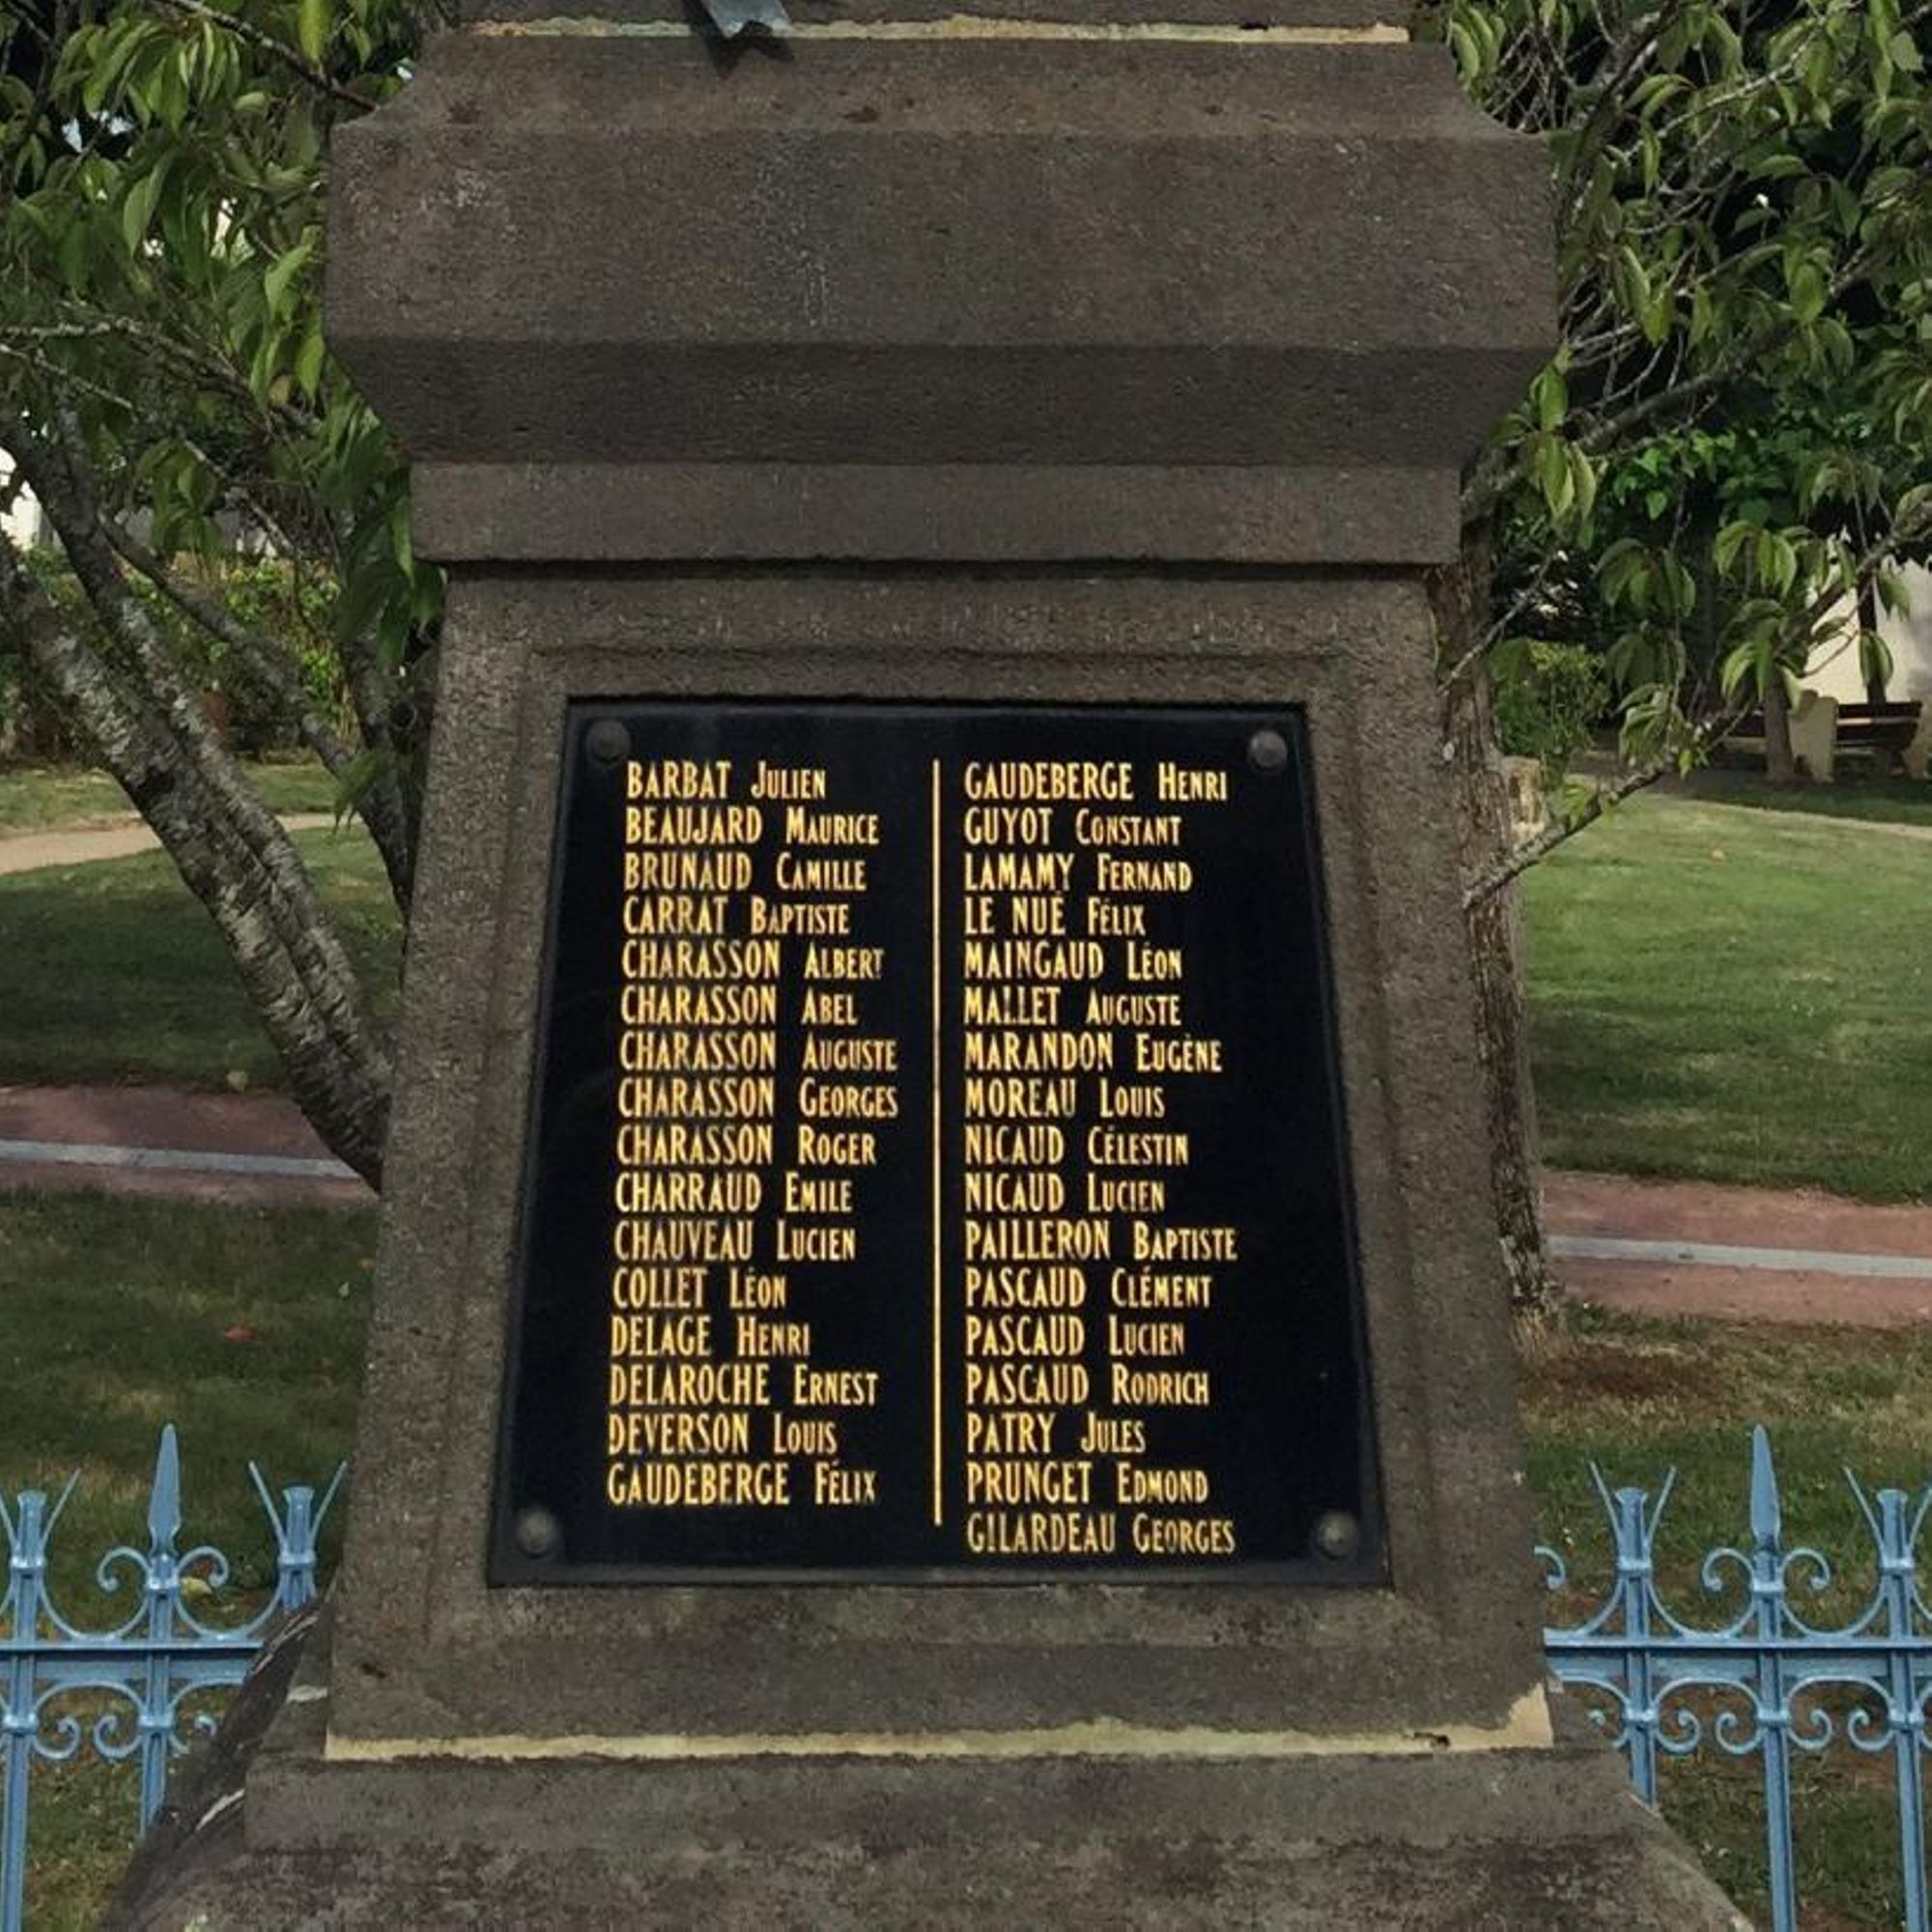 BARBAT JULIEN
BEAUJARD MAURICE
BRUNAUD CAMILLE
CARRAT BAPTISTE
CHARASSON ALBERT
CHARASSON ABEL
CHARASSON AUGUSTE
CHARASSON GEORGES
CHARASSON ROGER
CHARRAUD EMILE
CHAUVEAU LUCIEN
COLLET LÉON
DELAGE HENRI
DELAROCHE ERNEST
DEVERSON LOUIS
GAUDEBERGE FÉLIX
GAUDEBERGE HENRI
GUYOT CONSTANT
LAMAMY FERNAND
LE NUÉ FÉLIX
MAINGAUD LÉON
MALLET AUGUSTE
MARANDON EUGÈNE
MOREAU LOUIS
NICAUD CÉLESTIN
NICAUD LUCIEN
PAILLERON BAPTISTE
PASCAUD CLÉMENT
PASCAUD LUCIEN
PASCAUD RODRICH
PATRY JULES
PRUNGET EDMOND
GILARDEAU GEORGES